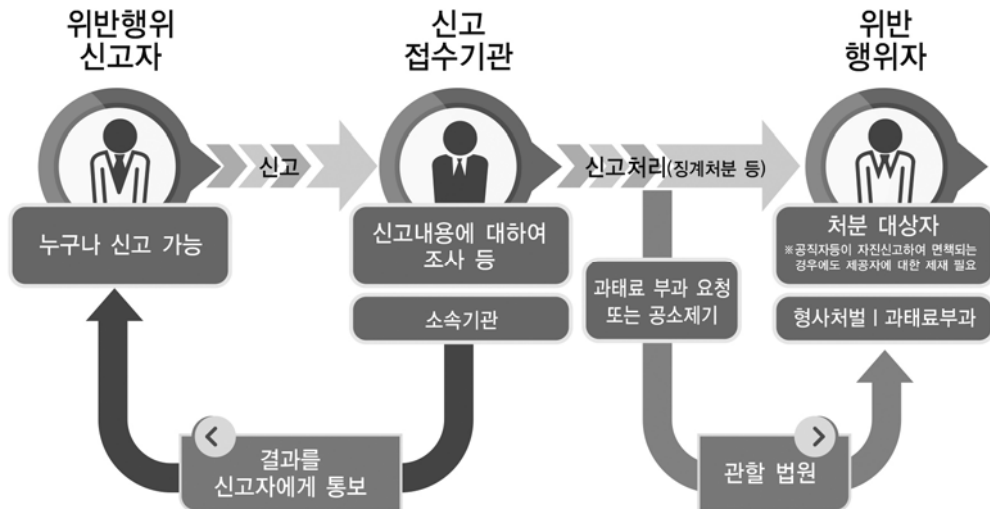 위반행위
신고자
신고
접수기관
위반
행위자
신고
신고처리(징계처분 등)
누구나 신고 가능
신고내용에 대하여
조사 등
소속기관
과태료 부과 요청
또는 공소제기
처분 대상자
※공직자등이 자진신고하여 면책되는
경우에도 제공자에 대한 제재 필요
형사처벌 | 과태료부과
결과를
신고자에게 통보
관할 법원